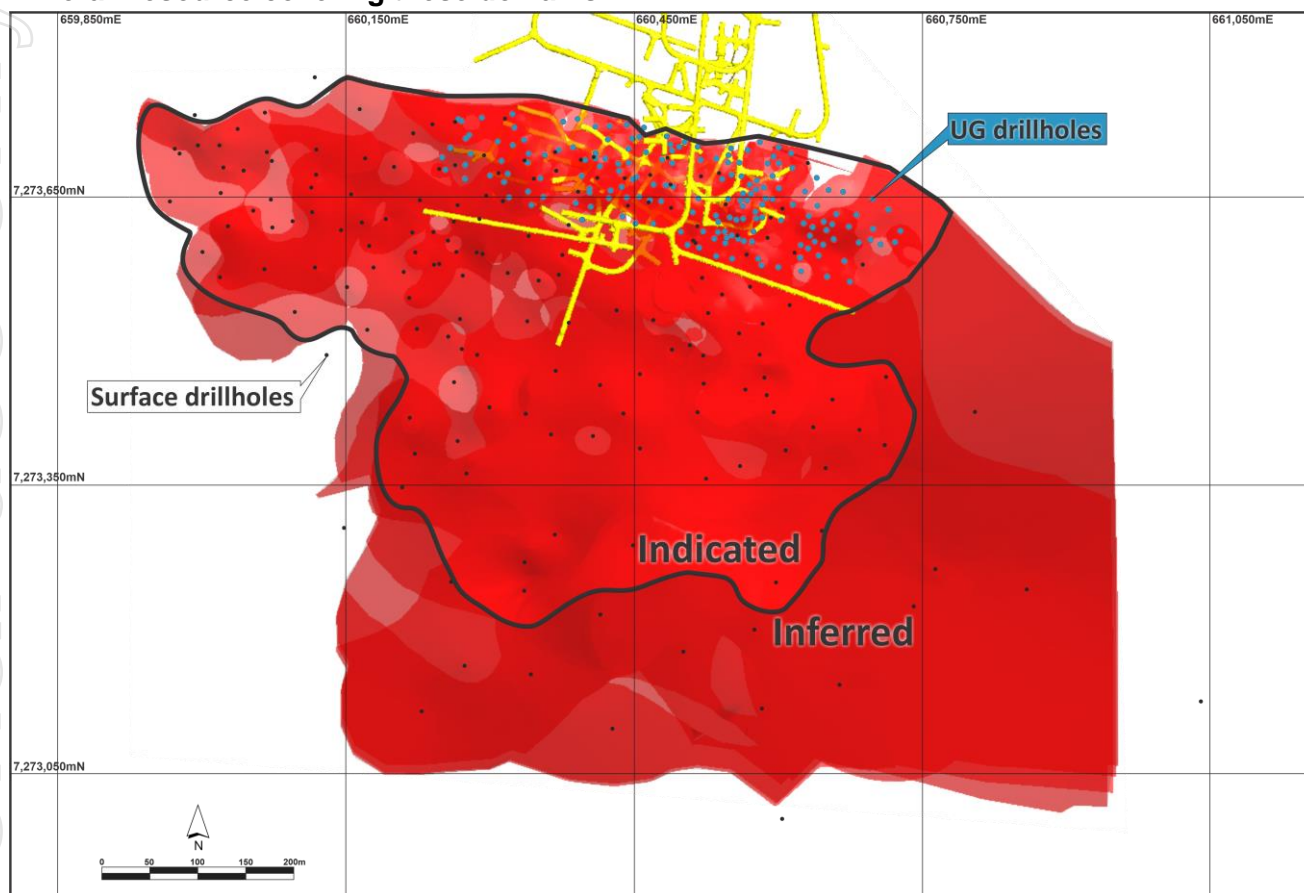 659,850mE 660,150mE 660,450mE 660,750mE 661,050mE
UG drillholes
7,273,650mN
Surface drillholes
7,273,350mN
Indicated
Inferred
7,273,050mN
N
0 50 100 150 200m